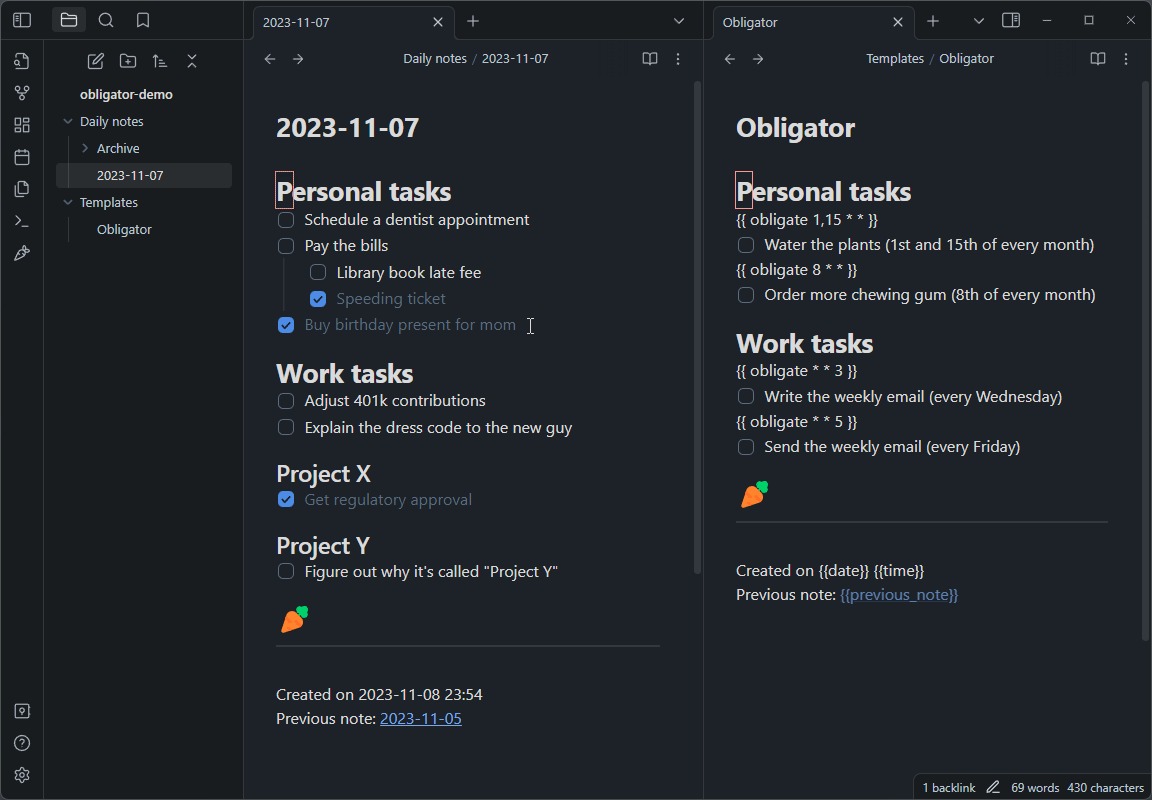 2023-11-07
Obligator
Daily notes / 2023-11-07
Templates / Obligator
obligator-demo
Daily notes
Archive
2023-11-07
Templates
Obligator
2023-11-07
Personal tasks
Schedule a dentist appointment
Pay the bills
Library book late fee
Speeding ticket
Buy birthday present for mom
Work tasks
Adjust 401k contributions
Explain the dress code to the new guy
Project X
Get regulatory approval
Project Y
Figure out why it's called "Project Y"
Created on 2023-11-08 23:54
Previous note: 2023-11-05
Obligator
Personal tasks
{{ obligate 1,15 * * }}
Water the plants (1st and 15th of every month)
{{ obligate 8 * * }}
Order more chewing gum (8th of every month)
Work tasks
{{ obligate * * 3 }}
Write the weekly email (every Wednesday)
{{ obligate * * 5 }}
Send the weekly email (every Friday)
Created on {{date}} {{time}}
Previous note: {{previous_note}}
1 backlink 69 words 430 characters